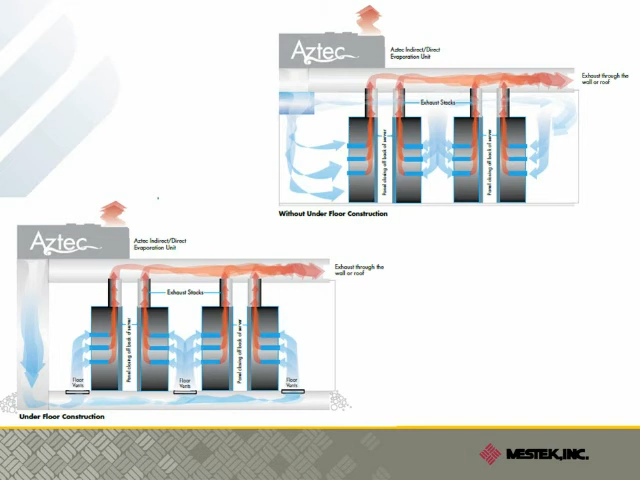 Aztec
Aztec Indirect/Direct
Evaporation Unit
Exhaust through the
wall or roof
Exhaust Stacks
Panel closing off back of server
Panel closing off back of server
Without Under Floor Construction
Aztec
Aztec Indirect/Direct
Evaporation Unit
Exhaust through the
wall or roof
Exhaust Stacks
Panel closing off back of server
Panel closing off back of server
Floor
Vents
Floor
Vents
Floor
Vents
Under Floor Construction
MESTEK, INC.